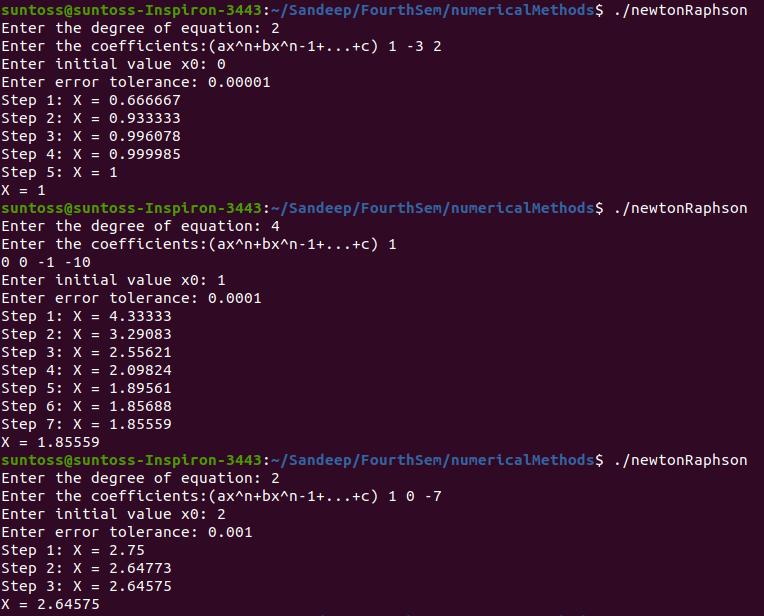 suntoss@suntoss-Inspiron-3443:~/Sandeep/FourthSem/numericalMethods$ ./newtonRaphson
Enter the degree of equation: 2
Enter the coefficients:(ax^n+bx^n-1+...+c) 1 -3 2
Enter initial value x0: 0
Enter error tolerance: 0.00001
Step 1: X = 0.666667
Step 2: X = 0.933333
Step 3: X = 0.996078
Step 4: X = 0.999985
Step 5: X = 1
X = 1
suntoss@suntoss-Inspiron-3443:~/Sandeep/FourthSem/numericalMethods$ ./newtonRaphson
Enter the degree of equation: 4
Enter the coefficients:(ax^n+bx^n-1+...+c) 1
0 0 -1 -10
Enter initial value x0: 1
Enter error tolerance: 0.0001
Step 1: X = 4.33333
Step 2: X = 3.29083
Step 3: X = 2.55621
Step 4: X = 2.09824
Step 5: X = 1.89561
Step 6: X = 1.85688
Step 7: X = 1.85559
X = 1.85559
suntoss@suntoss-Inspiron-3443:~/Sandeep/FourthSem/numericalMethods$ ./newtonRaphson
Enter the degree of equation: 2
Enter the coefficients:(ax^n+bx^n-1+...+c) 1 0 -7
Enter initial value x0: 2
Enter error tolerance: 0.001
Step 1: X = 2.75
Step 2: X = 2.64773
Step 3: X = 2.64575
X = 2.64575